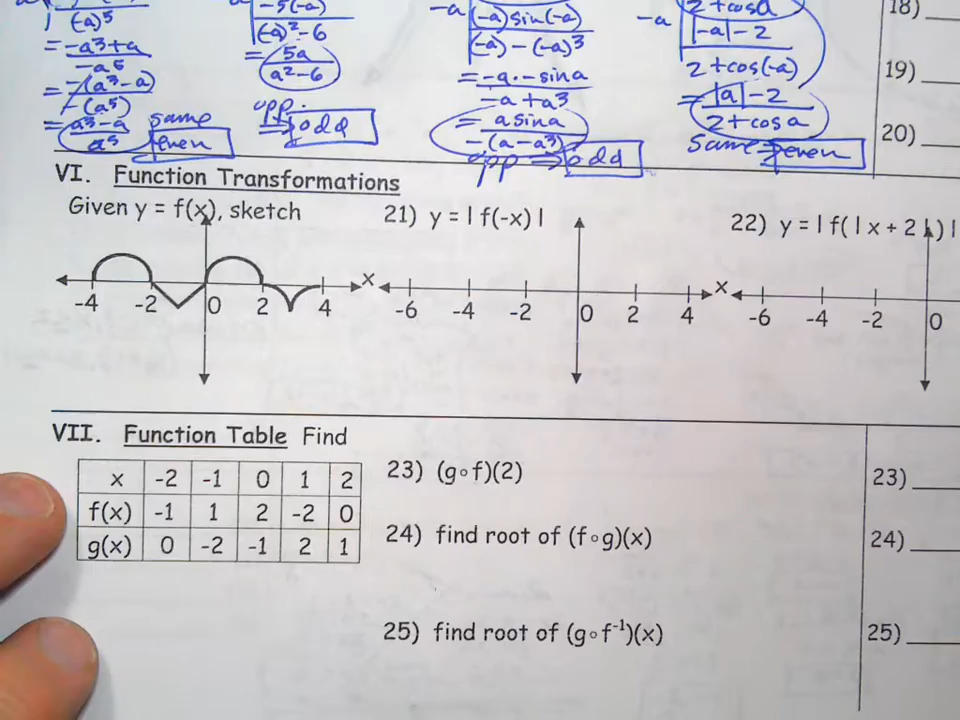 (-a)⁵
= -a³+a
-a⁵
= -(a³-a)
-(a⁵)
= a³-a
a⁵
same
even
-5(-a)
(-a)²-6
= 5a
a²-6
opp.
⇒ odd
-a
(-a)sin(-a)
(-a) - (-a)³
= -a·-sina
-a+a³
= asina
-(a-a³)
opp ⇒ odd
-a
2+cosa
|-a|-2
2+cos(-a)
= |a|-2
2+cosa
same ⇒ even
18)
19)
20)
VI. Function Transformations
Given y = f(x), sketch
21) y = | f(-x) |
22) y = | f( | x + 2 | ) |
-4 -2 0 2 4 x
-6 -4 -2 0 2 4 x
-6 -4 -2 0
VII. Function Table Find
x -2 -1 0 1 2
f(x) -1 1 2 -2 0
g(x) 0 -2 -1 2 1
23) (g∘f)(2)
24) find root of (f∘g)(x)
25) find root of (g∘f⁻¹)(x)
23)
24)
25)